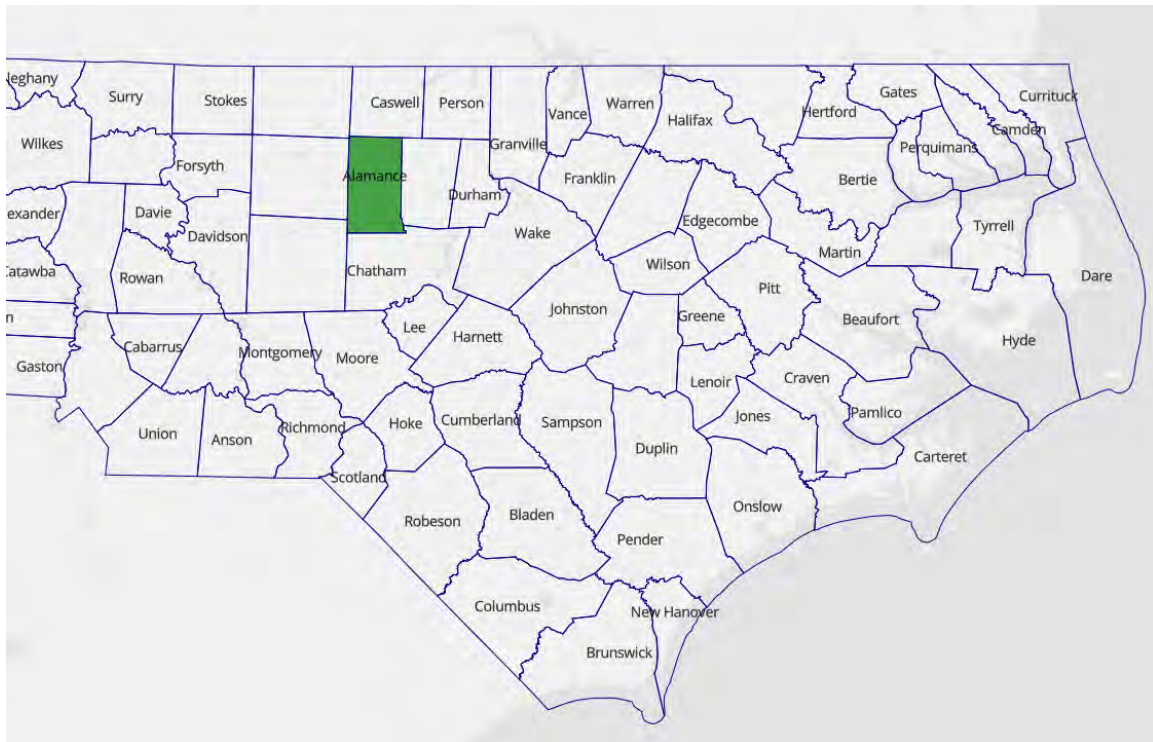 leghany
Surry
Stokes
Caswell
Person
Vance
Warren
Halifax
Hertford
Gates
Currituck
Camden
Wilkes
Forsyth
Alamance
Granville
Durham
Franklin
Perquimans
Bertie
exander
Davie
Davidson
Wake
Edgecombe
Martin
Tyrrell
Catawba
Rowan
Chatham
Wilson
Pitt
Dare
n
Cabarrus
Lee
Harnett
Johnston
Greene
Beaufort
Hyde
Gaston
Montgomery
Moore
Lenoir
Craven
Union
Anson
Richmond
Hoke
Cumberland
Sampson
Jones
Pamlico
Scotland
Duplin
Carteret
Robeson
Bladen
Onslow
Pender
Columbus
New Hanover
Brunswick